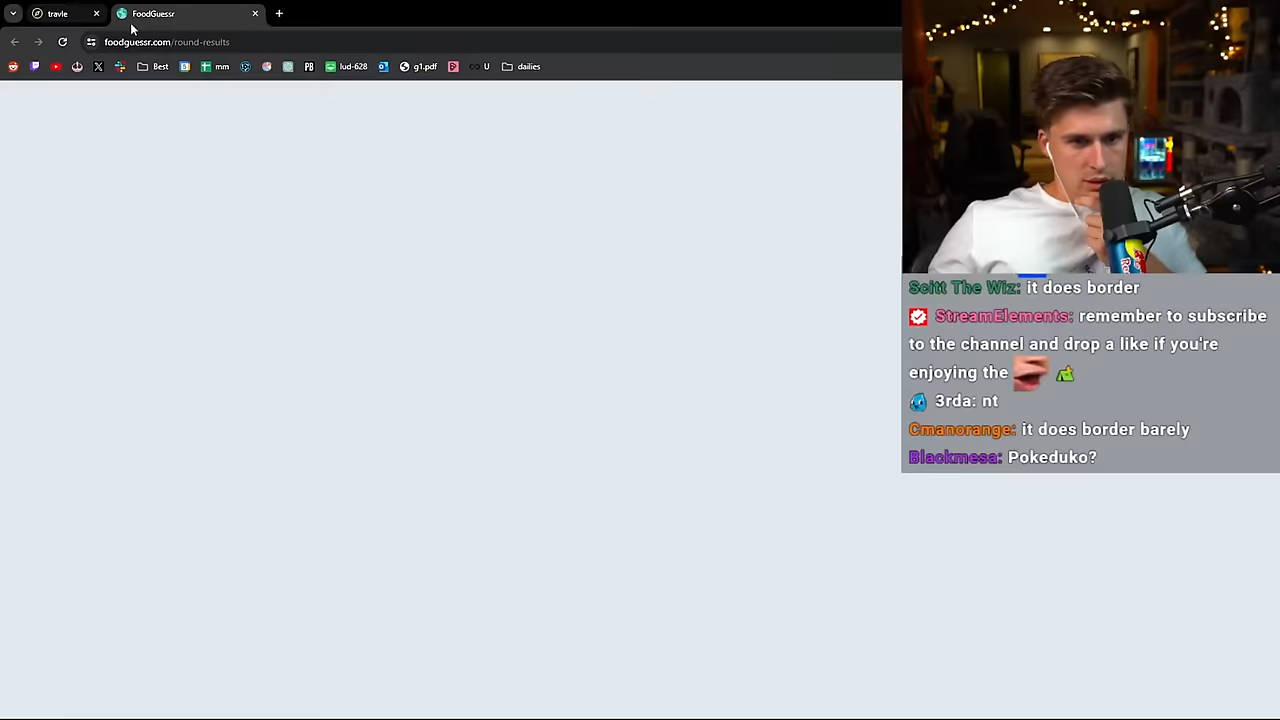 travle
FoodGuessr
foodguessr.com/round-results
Best
mm
lud-628
g1.pdf
U
dailies
Scitt The Wiz: it does border
StreamElements: remember to subscribe
to the channel and drop a like if you're
enjoying the
3rda: nt
Cmanorange: it does border barely
Blackmesa: Pokeduko?